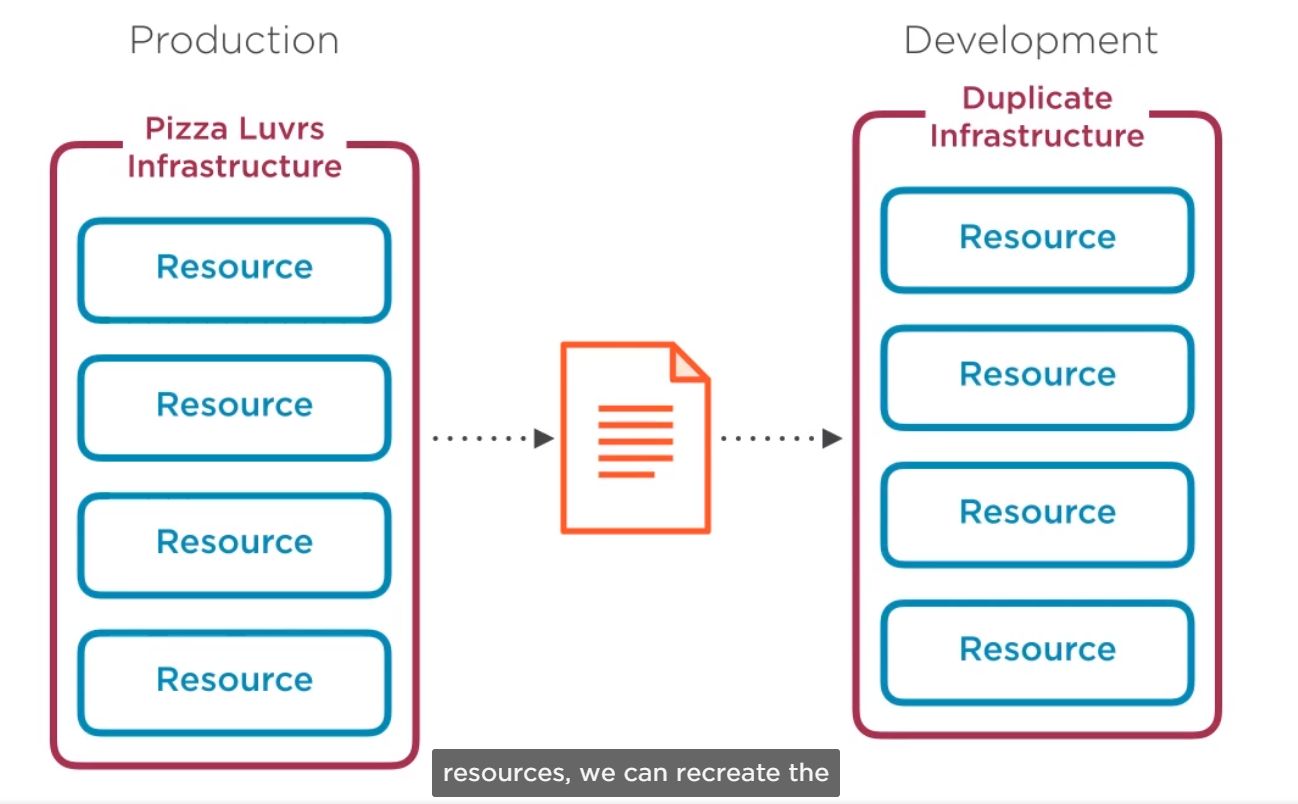 Production
Pizza Luvrs
Infrastructure
Resource
Resource
Resource
Resource
Development
Duplicate
Infrastructure
Resource
Resource
Resource
Resource
resources, we can recreate the